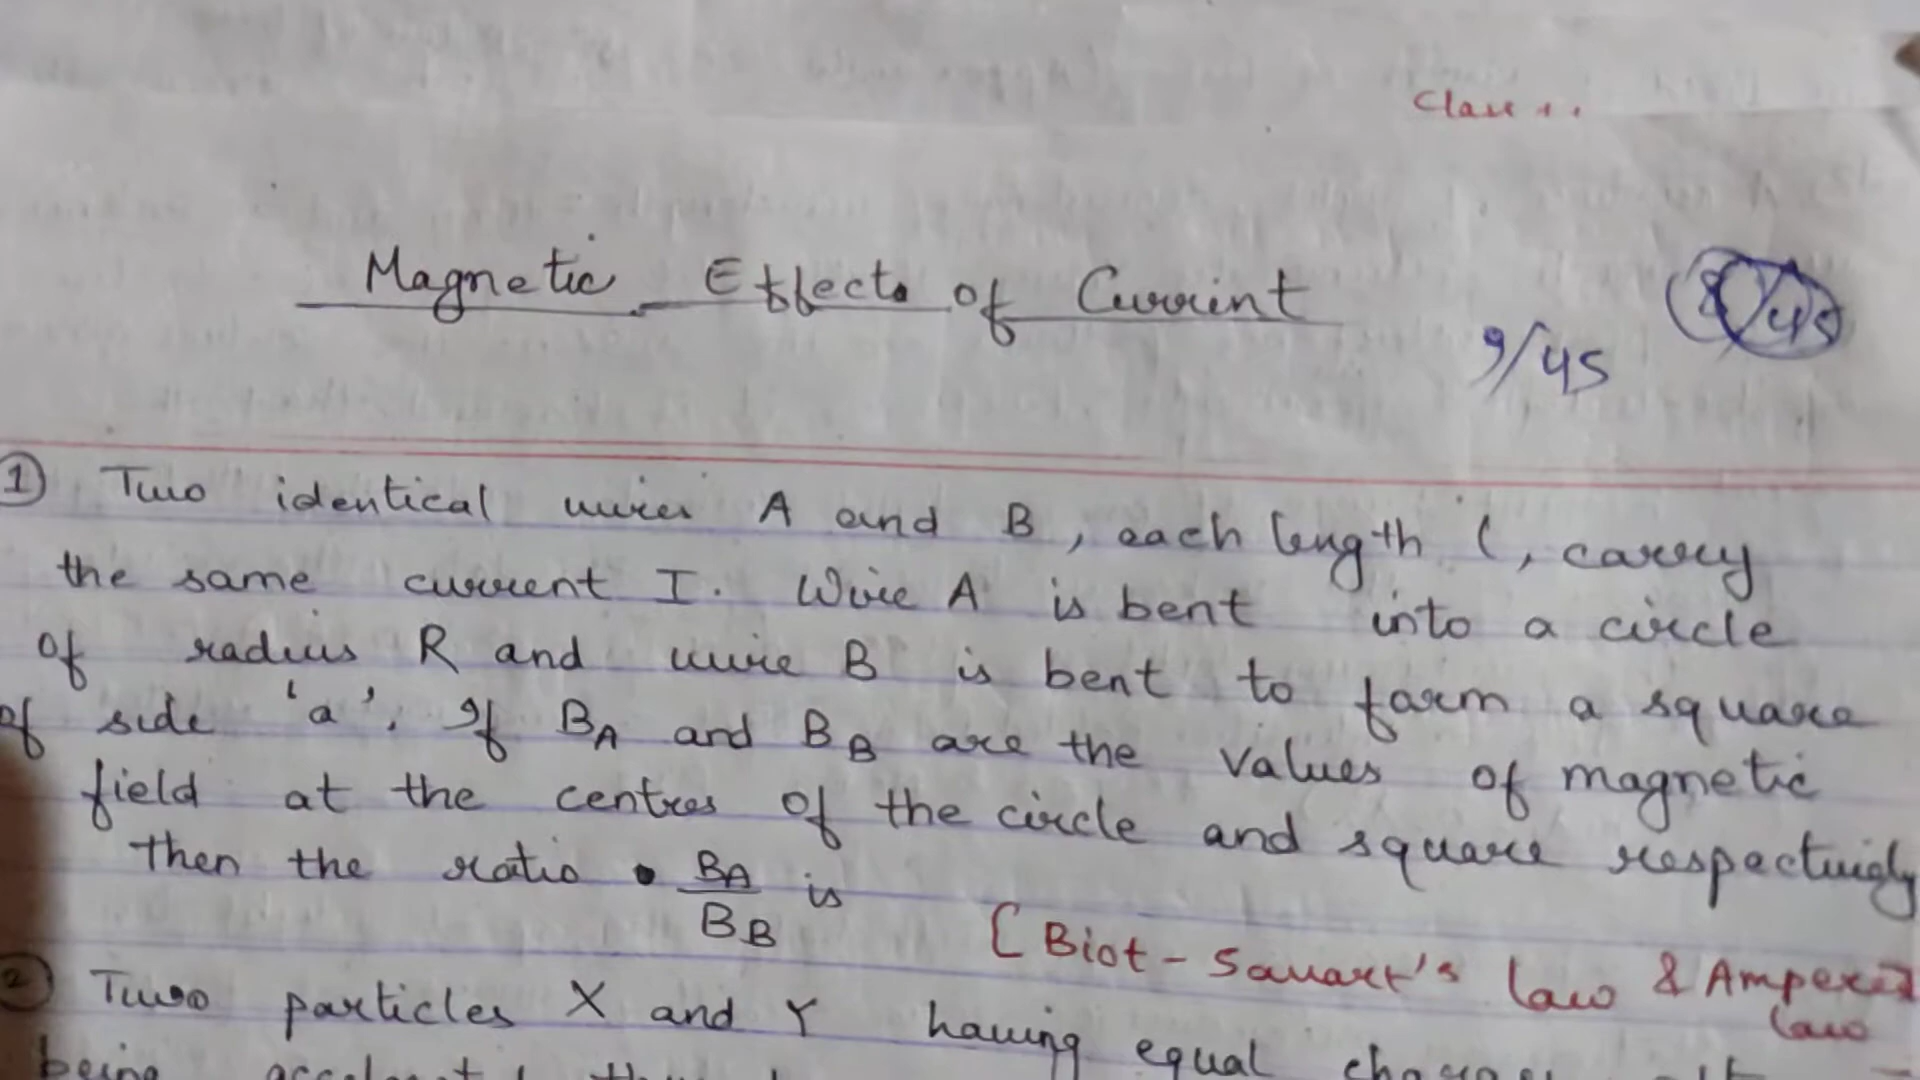 Class
Magnetic Effects of Current
8/45
9/45
① Two identical wires A and B, each length l, carry
the same current I. Wire A is bent into a circle
of radius R and wire B is bent to form a square
of side 'a'. If B_A and B_B are the values of magnetic
field at the centres of the circle and square respectively
then the ratio B_A/B_B is
[Biot-Savart's law & Ampere's
law
② Two particles X and Y having equal
being